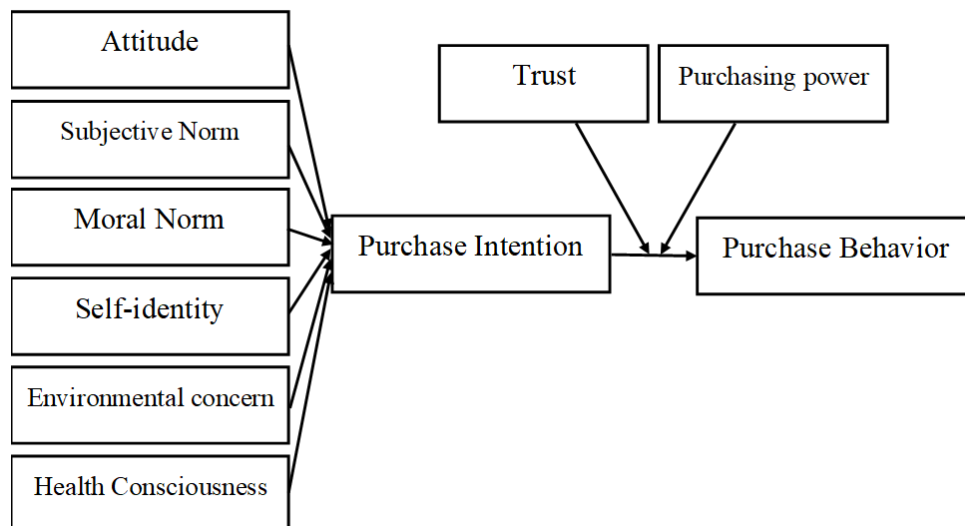 Attitude
Subjective Norm
Moral Norm
Self-identity
Environmental concern
Health Consciousness
Purchase Intention
Trust
Purchasing power
Purchase Behavior